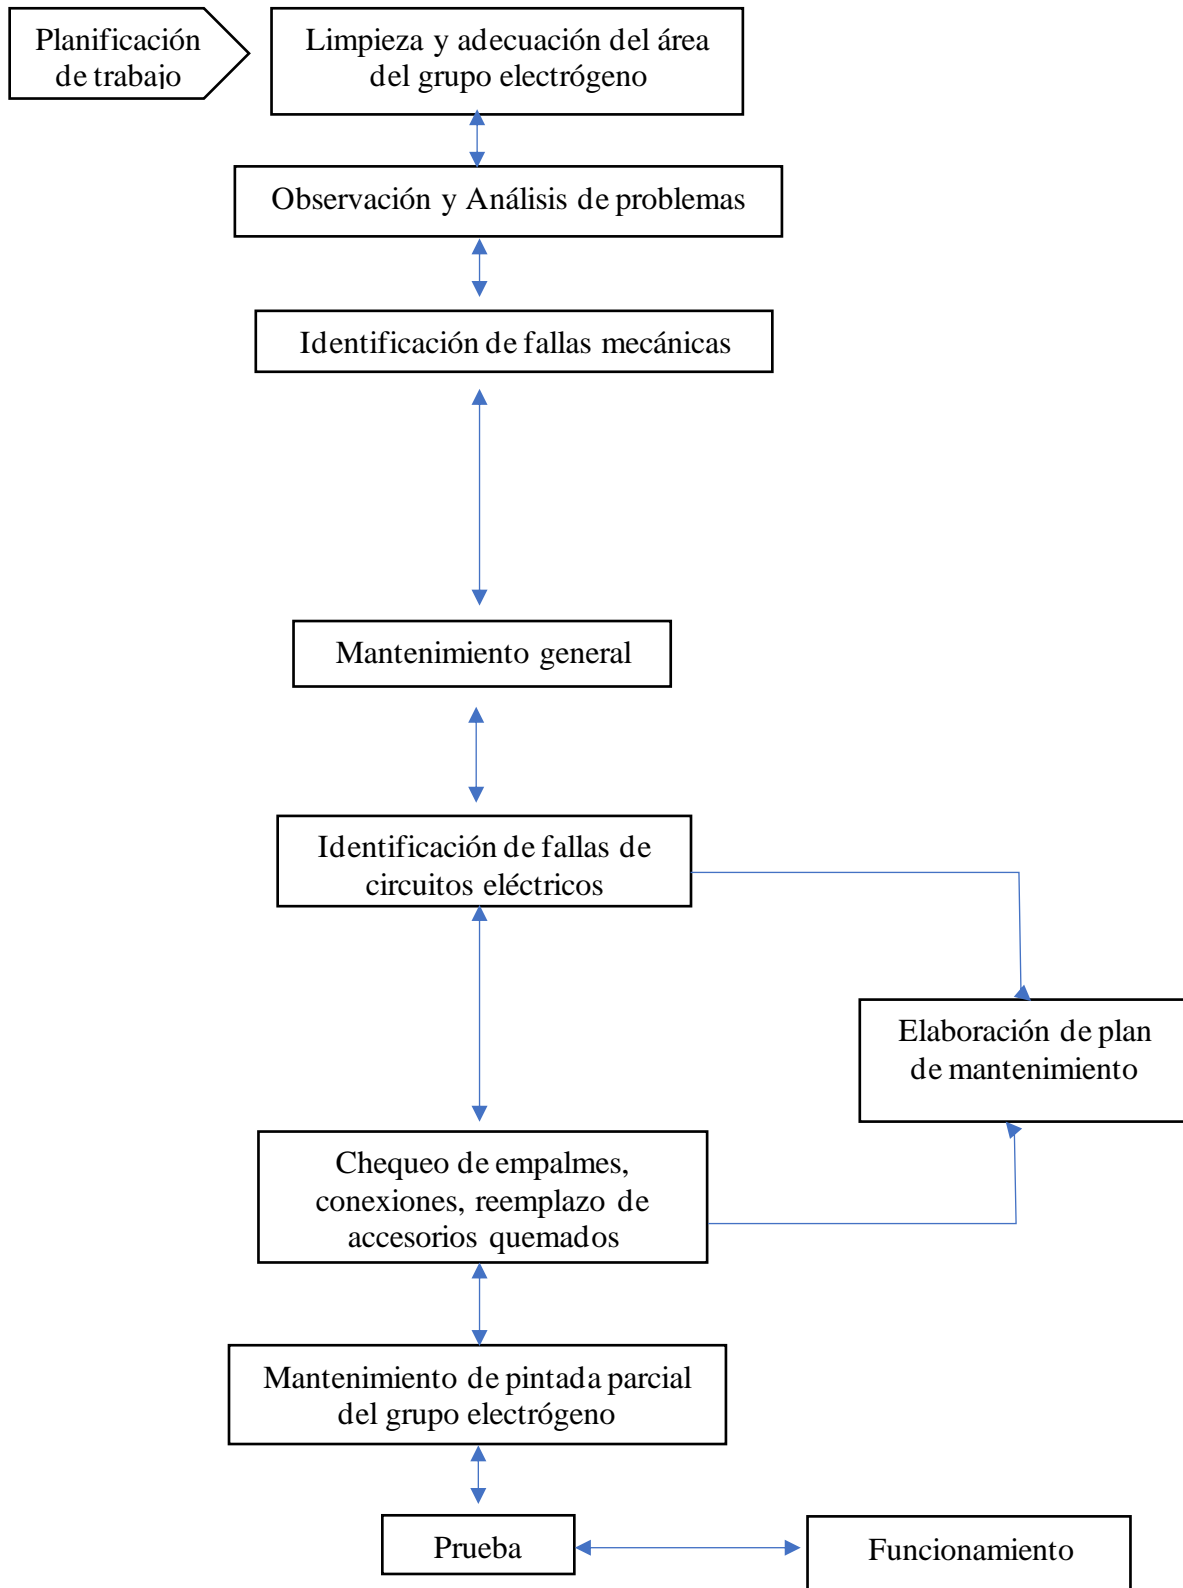 Planificación
de trabajo
Limpieza y adecuación del área
del grupo electrógeno
Observación y Análisis de problemas
Identificación de fallas mecánicas
Mantenimiento general
Identificación de fallas de
circuitos eléctricos
Elaboración de plan
de mantenimiento
Chequeo de empalmes,
conexiones, reemplazo de
accesorios quemados
Mantenimiento de pintada parcial
del grupo electrógeno
Prueba
Funcionamiento